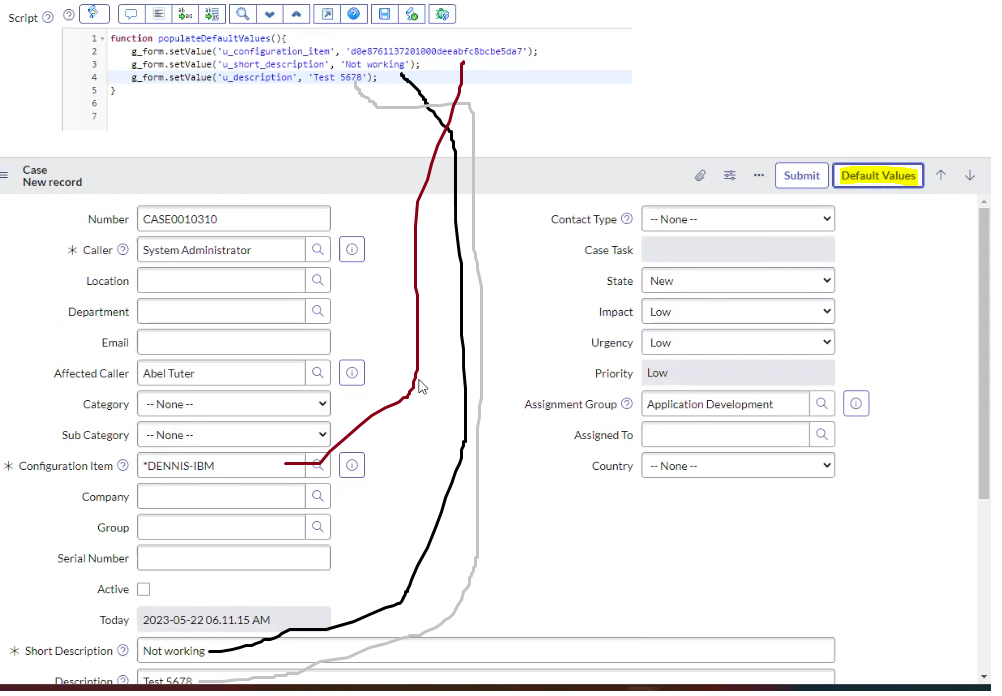 Script
1 function populateDefaultValues(){
2 g_form.setValue('u_configuration_item', 'd0e8761137201000deeabfc8bcbe5da7');
3 g_form.setValue('u_short_description', 'Not working');
4 g_form.setValue('u_description', 'Test 5678');
5 }
6
7
Case
New record
Submit
Default Values
Number CASE0010310
Caller System Administrator
Location
Department
Email
Affected Caller Abel Tuter
Category -- None --
Sub Category -- None --
Configuration Item *DENNIS-IBM
Company
Group
Serial Number
Active
Today 2023-05-22 06.11.15 AM
Contact Type -- None --
Case Task
State New
Impact Low
Urgency Low
Priority Low
Assignment Group Application Development
Assigned To
Country -- None --
Short Description Not working
Description Test 5678